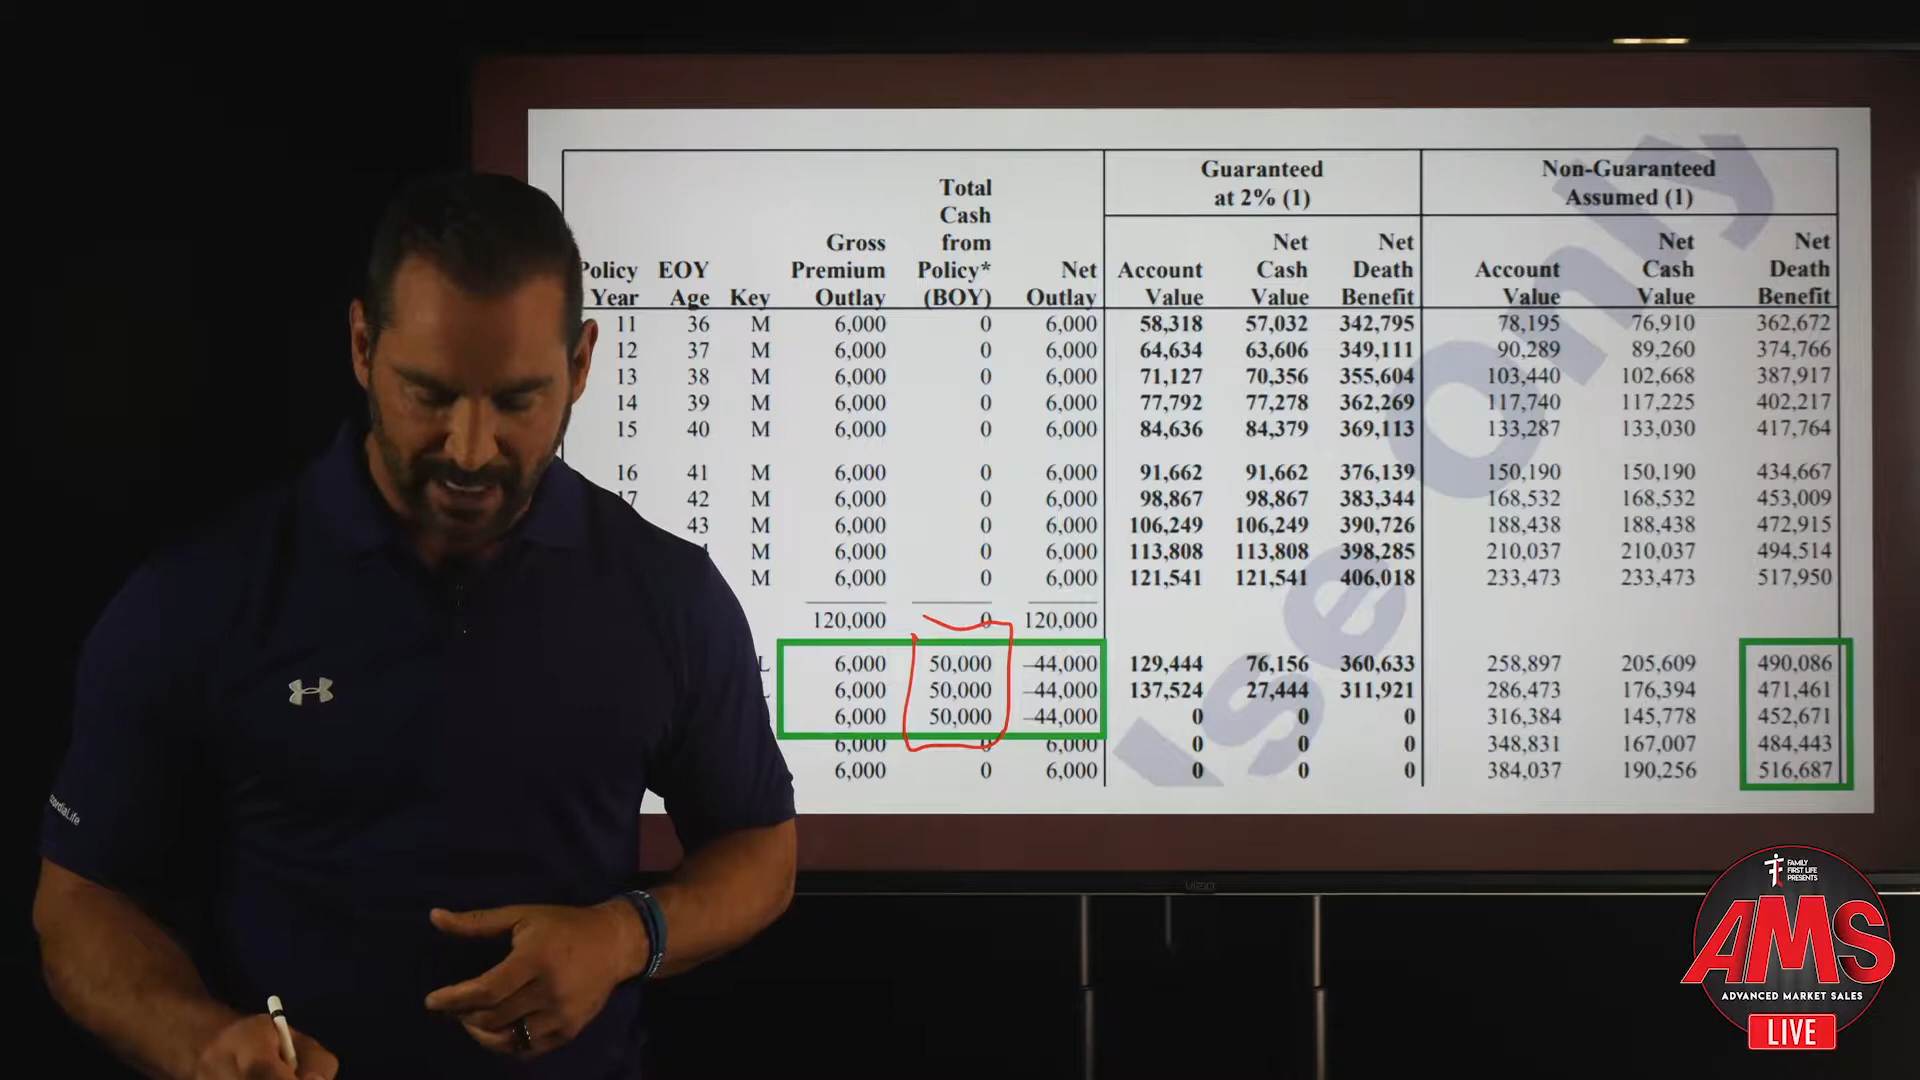 Guaranteed
at 2% (1)
Non-Guaranteed
Assumed (1)
Policy Year
EOY Age
Key
Gross Premium Outlay
Total Cash from Policy* (BOY)
Net Outlay
Account Value
Net Cash Value
Net Death Benefit
Account Value
Net Cash Value
Net Death Benefit
11 36 M 6,000 0 6,000 58,318 57,032 342,795 78,195 76,910 362,672
12 37 M 6,000 0 6,000 64,634 63,606 349,111 90,289 89,260 374,766
13 38 M 6,000 0 6,000 71,127 70,356 355,604 103,440 102,668 387,917
14 39 M 6,000 0 6,000 77,792 77,278 362,269 117,740 117,225 402,217
15 40 M 6,000 0 6,000 84,636 84,379 369,113 133,287 133,030 417,764
16 41 M 6,000 0 6,000 91,662 91,662 376,139 150,190 150,190 434,667
17 42 M 6,000 0 6,000 98,867 98,867 383,344 168,532 168,532 453,009
43 M 6,000 0 6,000 106,249 106,249 390,726 188,438 188,438 472,915
M 6,000 0 6,000 113,808 113,808 398,285 210,037 210,037 494,514
M 6,000 0 6,000 121,541 121,541 406,018 233,473 233,473 517,950
120,000 0 120,000
L 6,000 50,000 -44,000 129,444 76,156 360,633 258,897 205,609 490,086
6,000 50,000 -44,000 137,524 27,444 311,921 286,473 176,394 471,461
6,000 50,000 -44,000 0 0 0 316,384 145,778 452,671
6,000 0 6,000 0 0 0 348,831 167,007 484,443
6,000 0 6,000 0 0 0 384,037 190,256 516,687
use only
VIZIO
FAMILY
FIRST LIFE
PRESENTS
AMS
ADVANCED MARKET SALES
LIVE